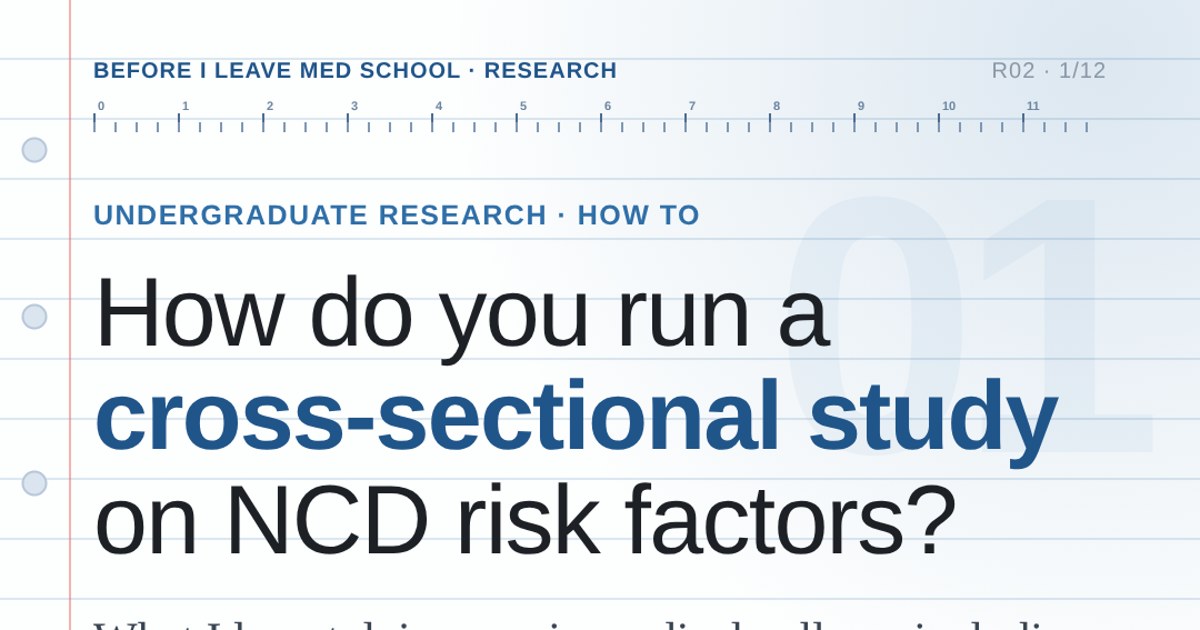 BEFORE I LEAVE MED SCHOOL · RESEARCH
R02 · 1/12
0 1 2 3 4 5 6 7 8 9 10 11
UNDERGRADUATE RESEARCH · HOW TO
01
How do you run a
cross-sectional study
on NCD risk factors?